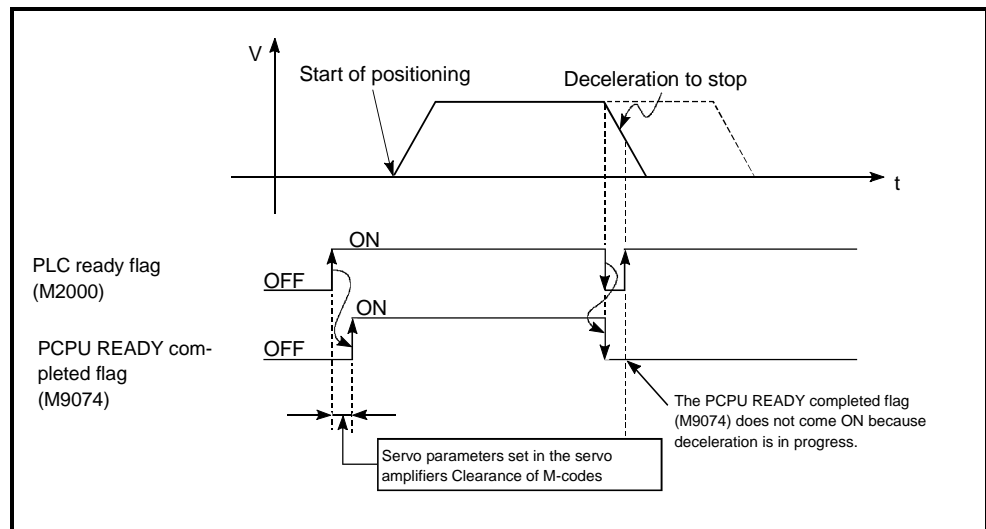 V
Start of positioning
Deceleration to stop
t
ON
PLC ready flag
(M2000)
OFF
ON
PCPU READY com-
pleted flag
(M9074)
OFF
The PCPU READY completed flag
(M9074) does not come ON because
deceleration is in progress.
Servo parameters set in the servo
amplifiers Clearance of M-codes